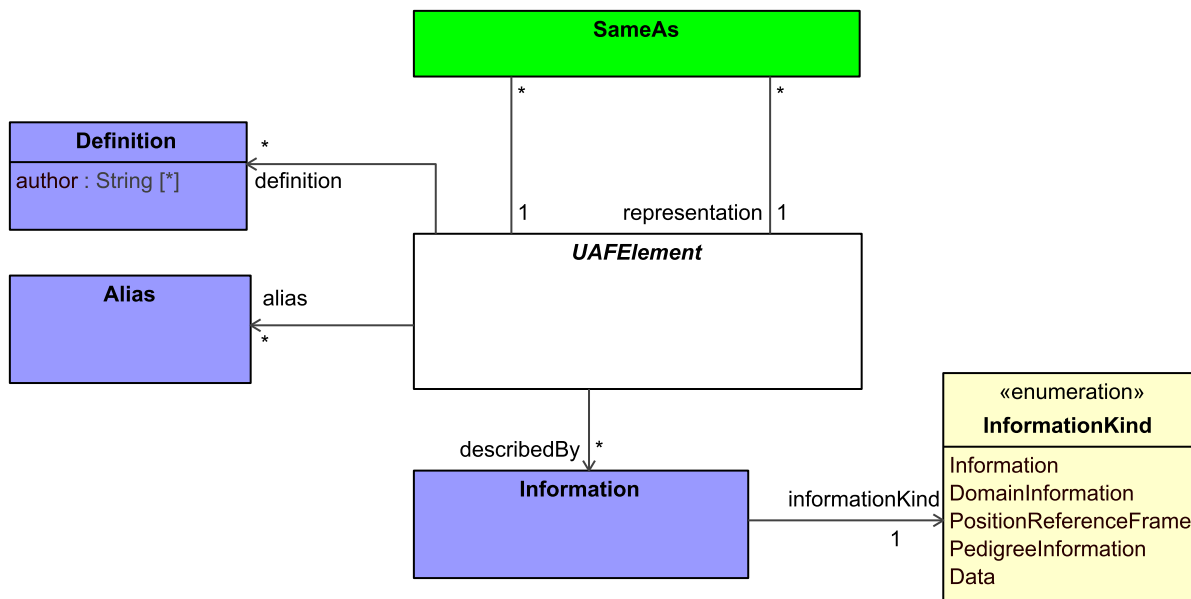 SameAs
*
*
Definition
author : String [*]
*
definition
1
representation
1
UAFElement
Alias
alias
*
describedBy
*
Information
informationKind
1
«enumeration»
InformationKind
Information
DomainInformation
PositionReferenceFrame
PedigreeInformation
Data